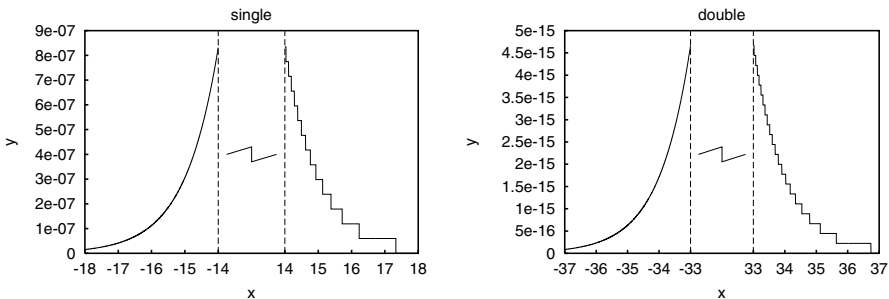 single
9e-07
8e-07
7e-07
6e-07
5e-07
4e-07
3e-07
2e-07
1e-07
0
y
-18 -17 -16 -15 -14 14 15 16 17 18
x
double
5e-15
4.5e-15
4e-15
3.5e-15
3e-15
2.5e-15
2e-15
1.5e-15
1e-15
5e-16
0
y
-37 -36 -35 -34 -33 33 34 35 36 37
x